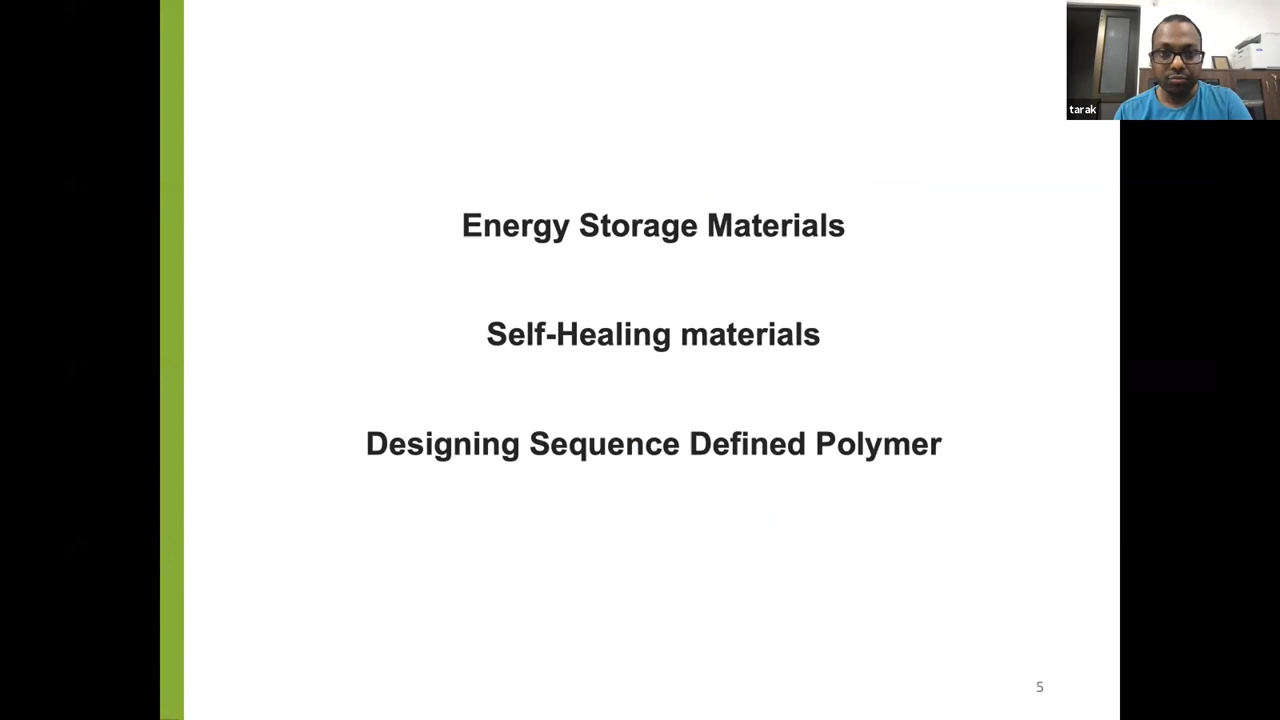 tarak
Energy Storage Materials
Self-Healing materials
Designing Sequence Defined Polymer
5